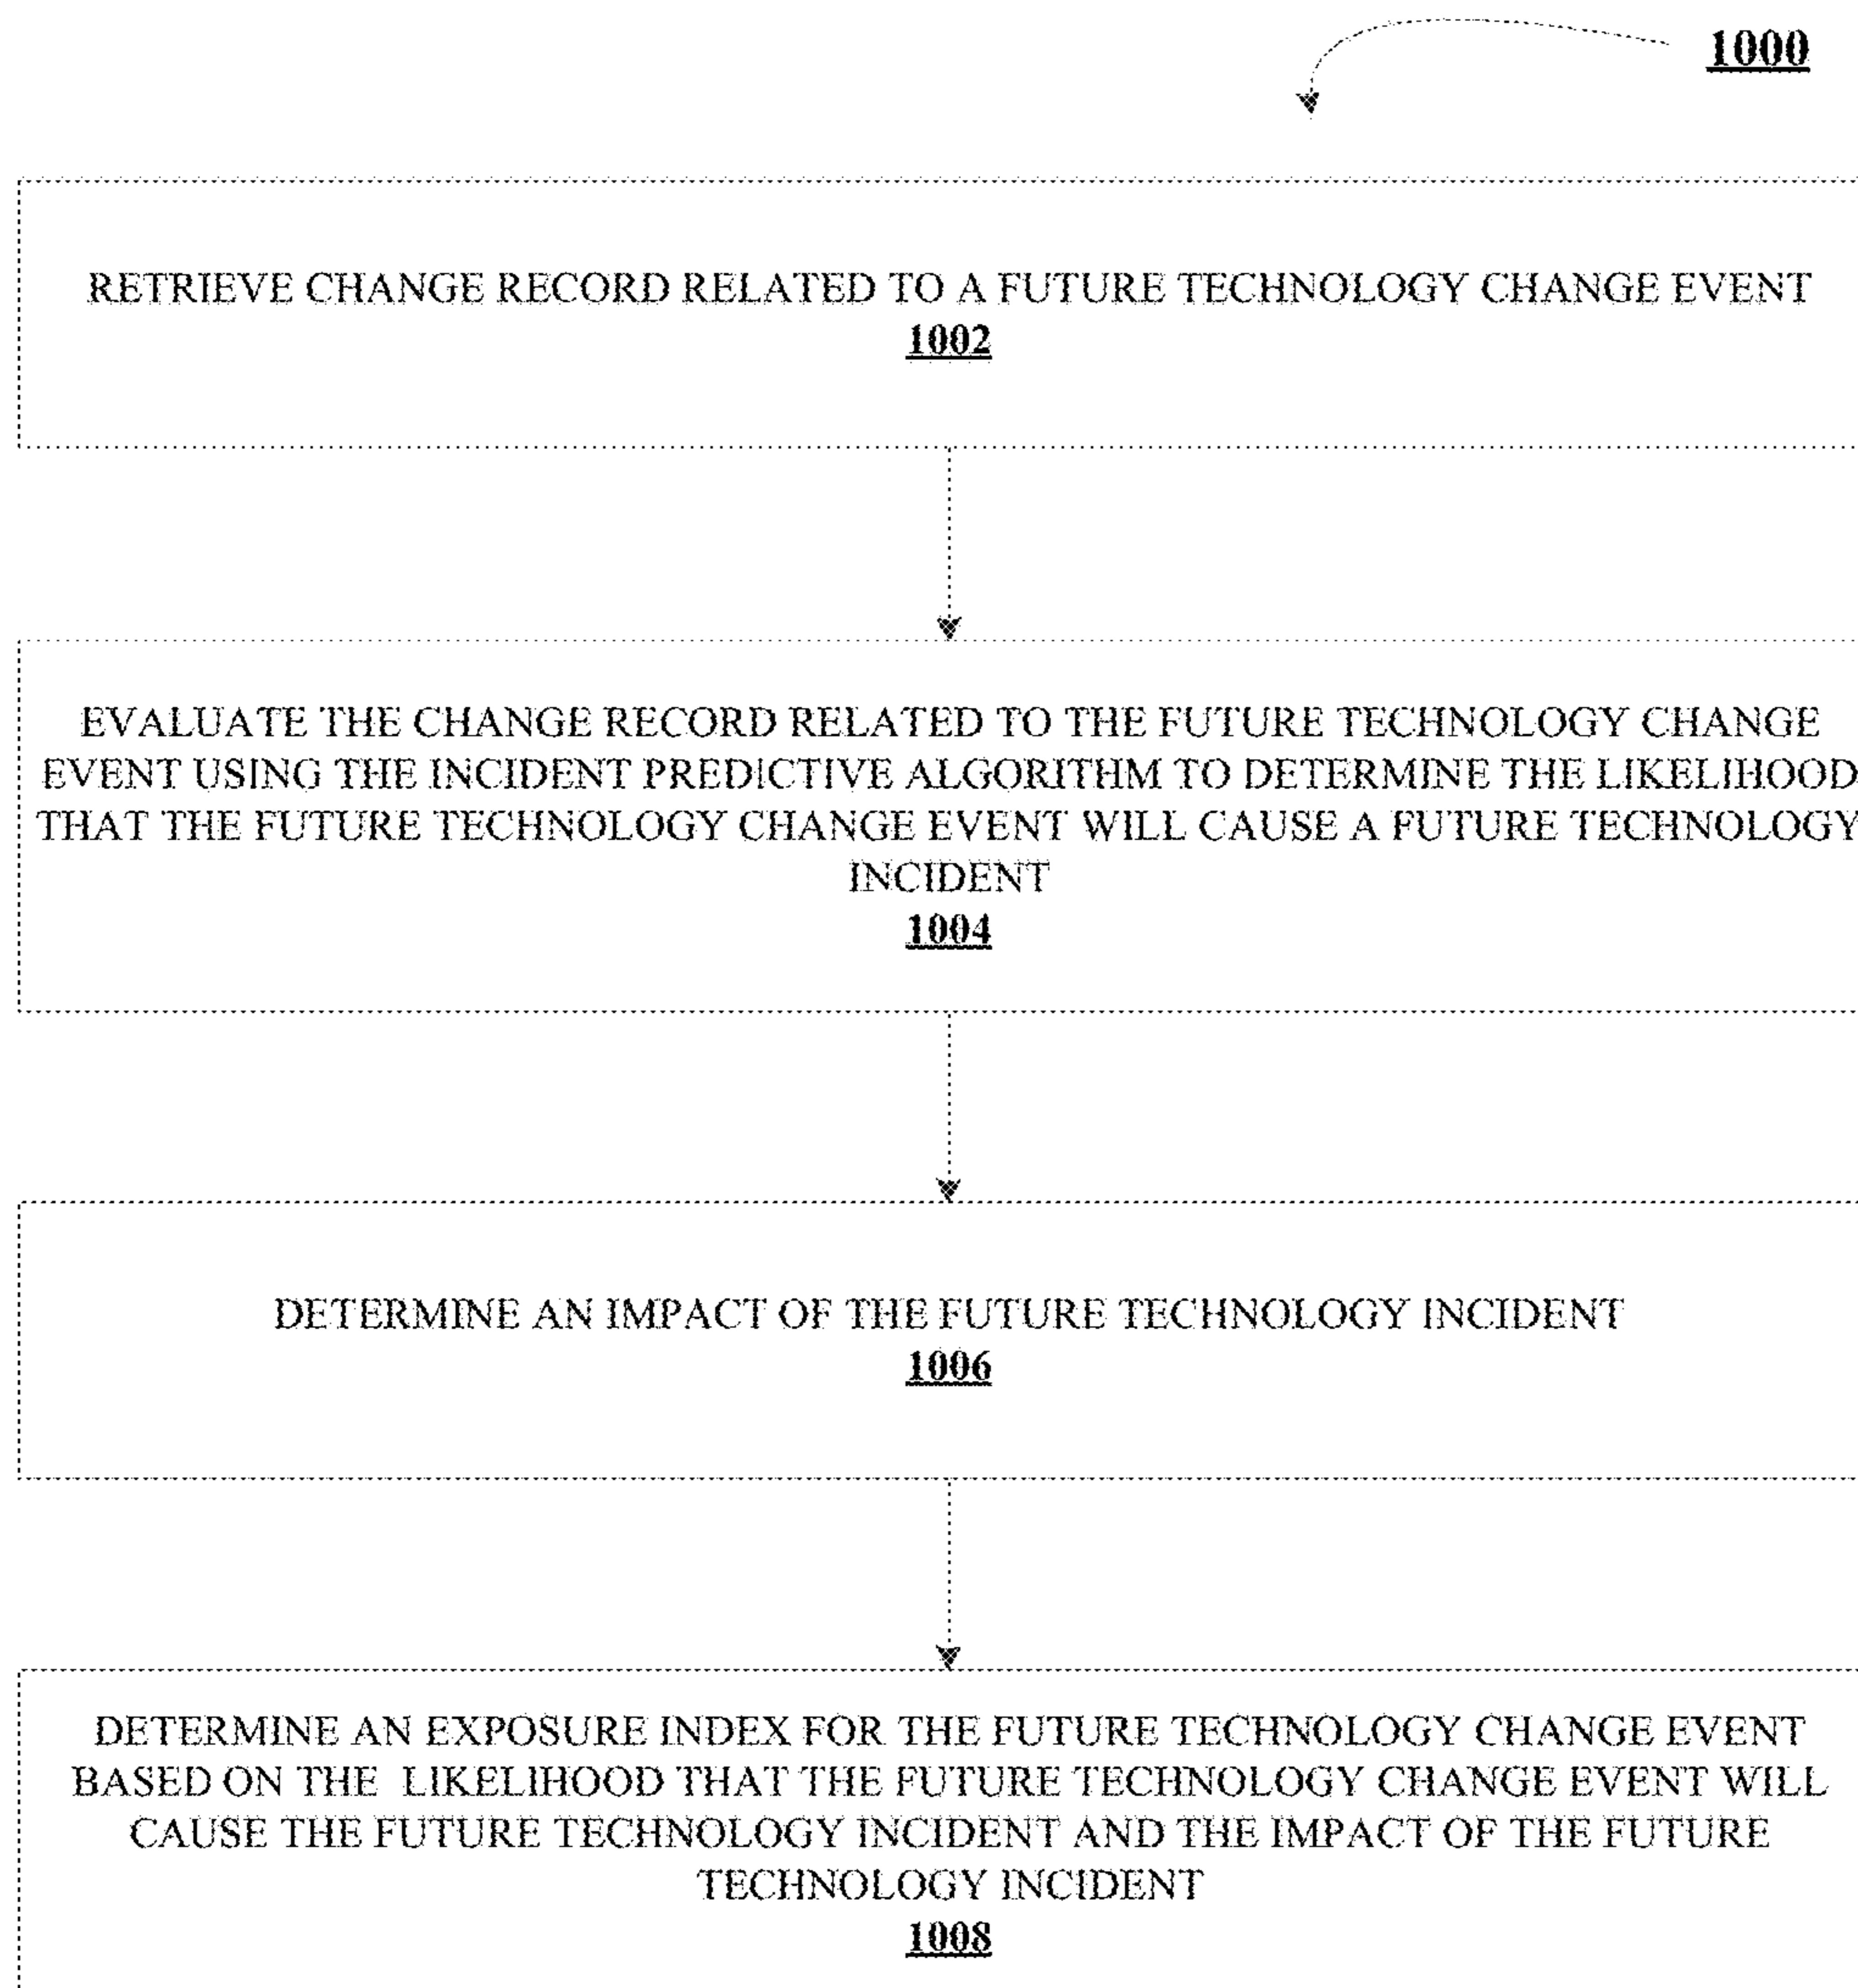 1000
RETRIEVE CHANGE RECORD RELATED TO A FUTURE TECHNOLOGY CHANGE EVENT
1002
EVALUATE THE CHANGE RECORD RELATED TO THE FUTURE TECHNOLOGY CHANGE
EVENT USING THE INCIDENT PREDICTIVE ALGORITHM TO DETERMINE THE LIKELIHOOD
THAT THE FUTURE TECHNOLOGY CHANGE EVENT WILL CAUSE A FUTURE TECHNOLOGY
INCIDENT
1004
DETERMINE AN IMPACT OF THE FUTURE TECHNOLOGY INCIDENT
1006
DETERMINE AN EXPOSURE INDEX FOR THE FUTURE TECHNOLOGY CHANGE EVENT
BASED ON THE LIKELIHOOD THAT THE FUTURE TECHNOLOGY CHANGE EVENT WILL
CAUSE THE FUTURE TECHNOLOGY INCIDENT AND THE IMPACT OF THE FUTURE
TECHNOLOGY INCIDENT
1008